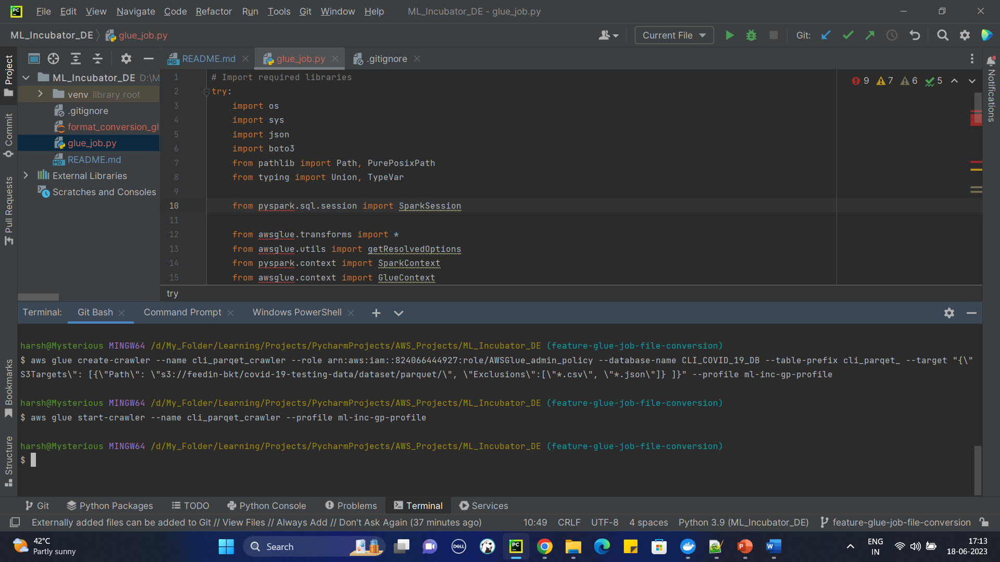 PC File Edit View Navigate Code Refactor Run Tools Git Window Help ML_Incubator_DE - glue_job.py
ML_Incubator_DE glue_job.py Current File Git:
Project
Commit
Pull Requests
Bookmarks
Structure
Notifications
README.md glue_job.py .gitignore
ML_Incubator_DE D:\M
venv library root
.gitignore
format_conversion_gl
glue_job.py
README.md
External Libraries
Scratches and Consoles
9 7 6 5
1 # Import required libraries
2 try:
3 import os
4 import sys
5 import json
6 import boto3
7 from pathlib import Path, PurePosixPath
8 from typing import Union, TypeVar
9
10 from pyspark.sql.session import SparkSession
11
12 from awsglue.transforms import *
13 from awsglue.utils import getResolvedOptions
14 from pyspark.context import SparkContext
15 from awsglue.context import GlueContext
try
Terminal: Git Bash Command Prompt Windows PowerShell
harsh@Mysterious MINGW64 /d/My_Folder/Learning/Projects/PycharmProjects/AWS_Projects/ML_Incubator_DE (feature-glue-job-file-conversion)
$ aws glue create-crawler --name cli_parqet_crawler --role arn:aws:iam::824066444927:role/AWSGlue_admin_policy --database-name CLI_COVID_19_DB --table-prefix cli_parqet_ --target "{\"
S3Targets\": [{\"Path\": \"s3://feedin-bkt/covid-19-testing-data/dataset/parquet/\", \"Exclusions\":[\"*.csv\", \"*.json\"]} ]}" --profile ml-inc-gp-profile
harsh@Mysterious MINGW64 /d/My_Folder/Learning/Projects/PycharmProjects/AWS_Projects/ML_Incubator_DE (feature-glue-job-file-conversion)
$ aws glue start-crawler --name cli_parqet_crawler --profile ml-inc-gp-profile
harsh@Mysterious MINGW64 /d/My_Folder/Learning/Projects/PycharmProjects/AWS_Projects/ML_Incubator_DE (feature-glue-job-file-conversion)
$
Git Python Packages TODO Python Console Problems Terminal Services
Externally added files can be added to Git // View Files // Always Add // Don't Ask Again (37 minutes ago) 10:49 CRLF UTF-8 4 spaces Python 3.9 (ML_Incubator_DE) feature-glue-job-file-conversion
42°C
Partly sunny
Search
DELL
PC
ENG
IN
17:13
18-06-2023